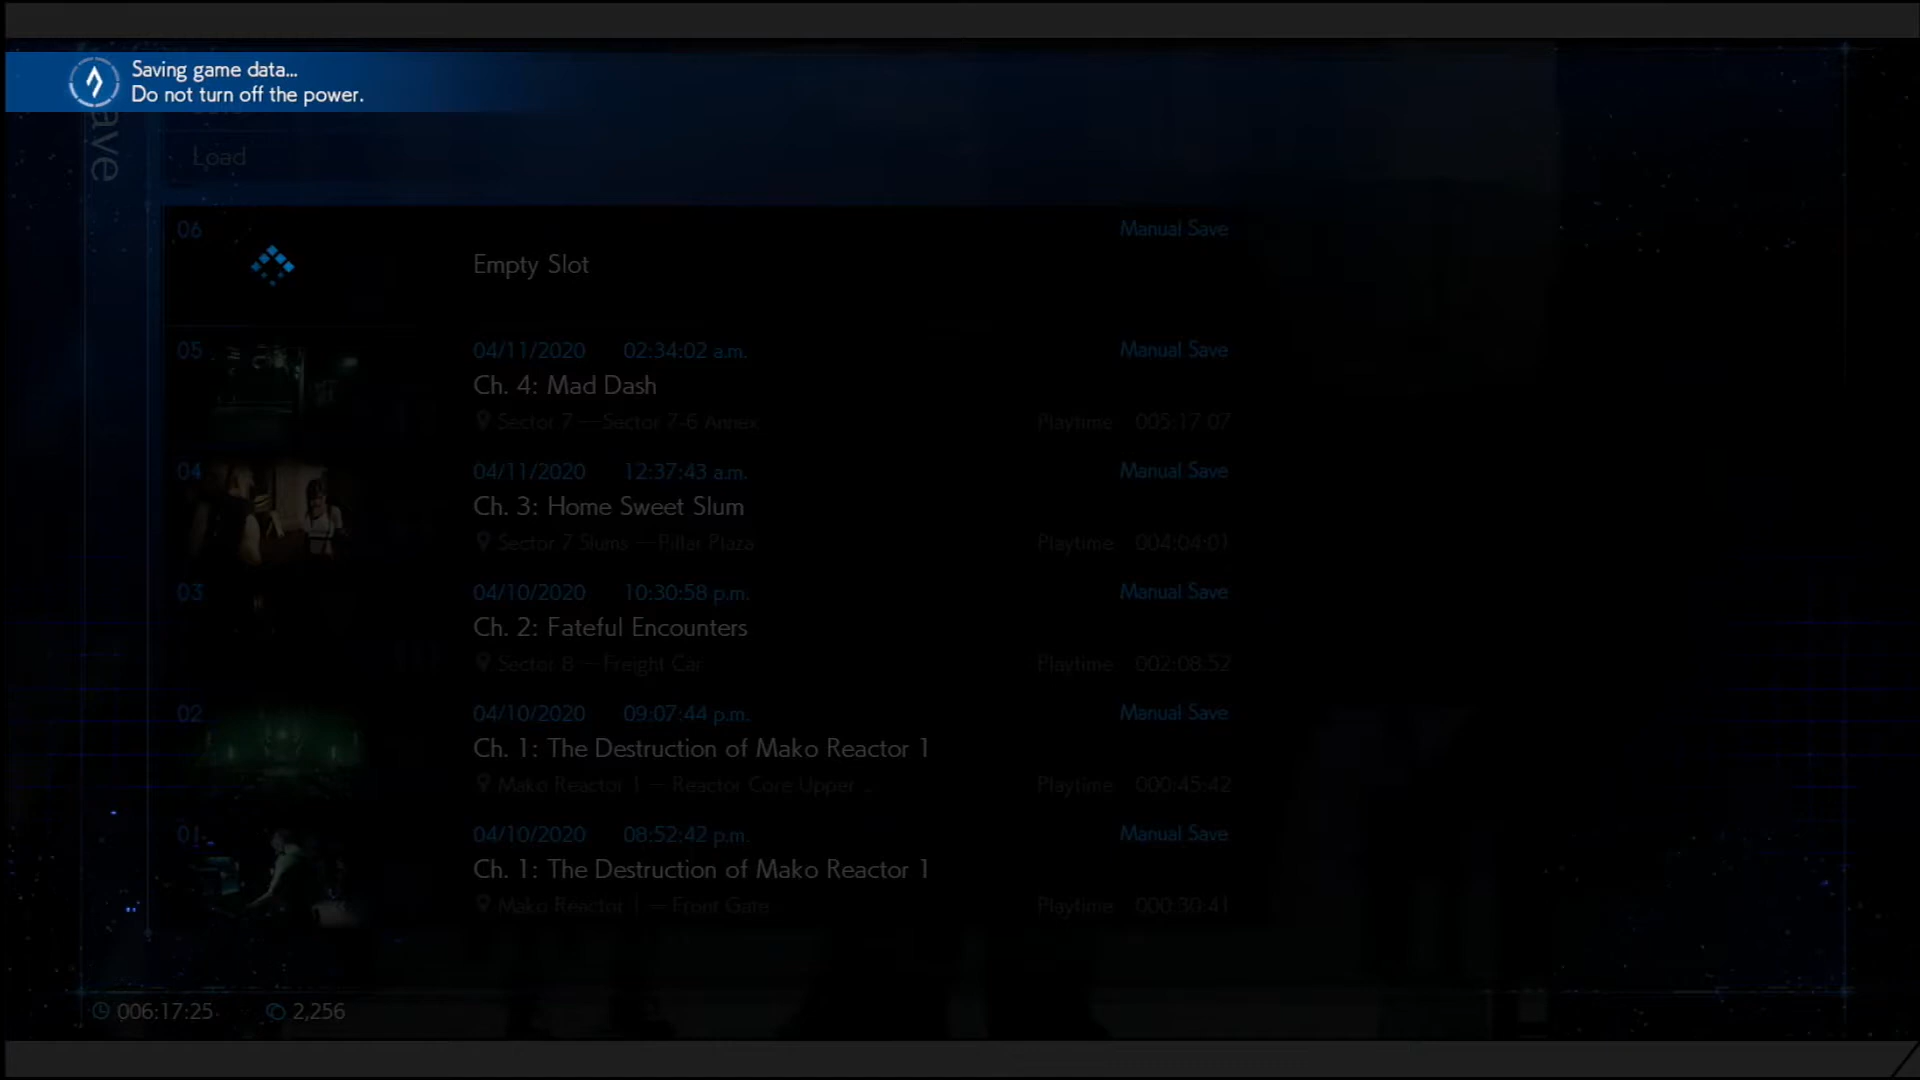 Saving game data...
Do not turn off the power.
ave
Load
06
Manual Save
Empty Slot
05
04/11/2020 02:34:02 a.m.
Manual Save
Ch. 4: Mad Dash
Sector 7 — Sector 7-6 Annex
Playtime 005:17:07
04
04/11/2020 12:37:43 a.m.
Manual Save
Ch. 3: Home Sweet Slum
Sector 7 Slums — Pillar Plaza
Playtime 004:04:01
03
04/10/2020 10:30:58 p.m.
Manual Save
Ch. 2: Fateful Encounters
Sector 8 — Freight Car
Playtime 002:08:52
02
04/10/2020 09:07:44 p.m.
Manual Save
Ch. 1: The Destruction of Mako Reactor 1
Mako Reactor 1 — Reactor Core Upper ...
Playtime 000:45:42
01
04/10/2020 08:52:42 p.m.
Manual Save
Ch. 1: The Destruction of Mako Reactor 1
Mako Reactor 1 — Front Gate
Playtime 000:30:41
006:17:25 2,256